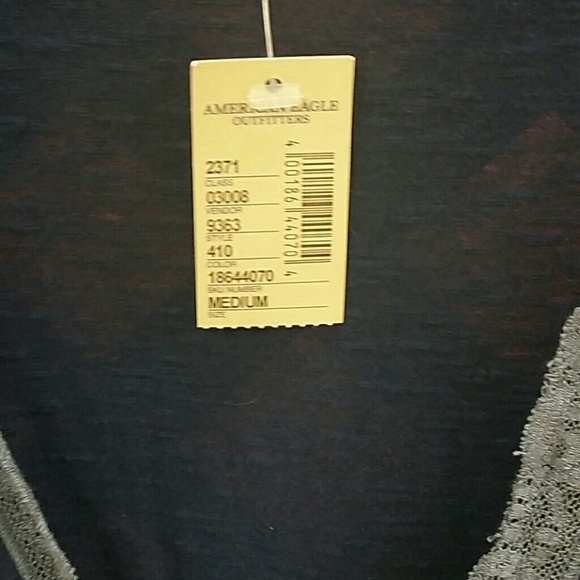 AMERICAN EAGLE
OUTFITTERS
2371
CLASS
03008
VENDOR
9363
STYLE
410
COLOR
18644070
SKU NUMBER
MEDIUM
SIZE
4 00186 44070 4